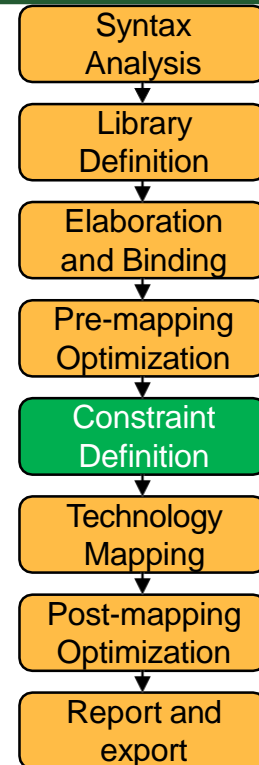 Syntax
Analysis
Library
Definition
Elaboration
and Binding
Pre-mapping
Optimization
Constraint
Definition
Technology
Mapping
Post-mapping
Optimization
Report and
export